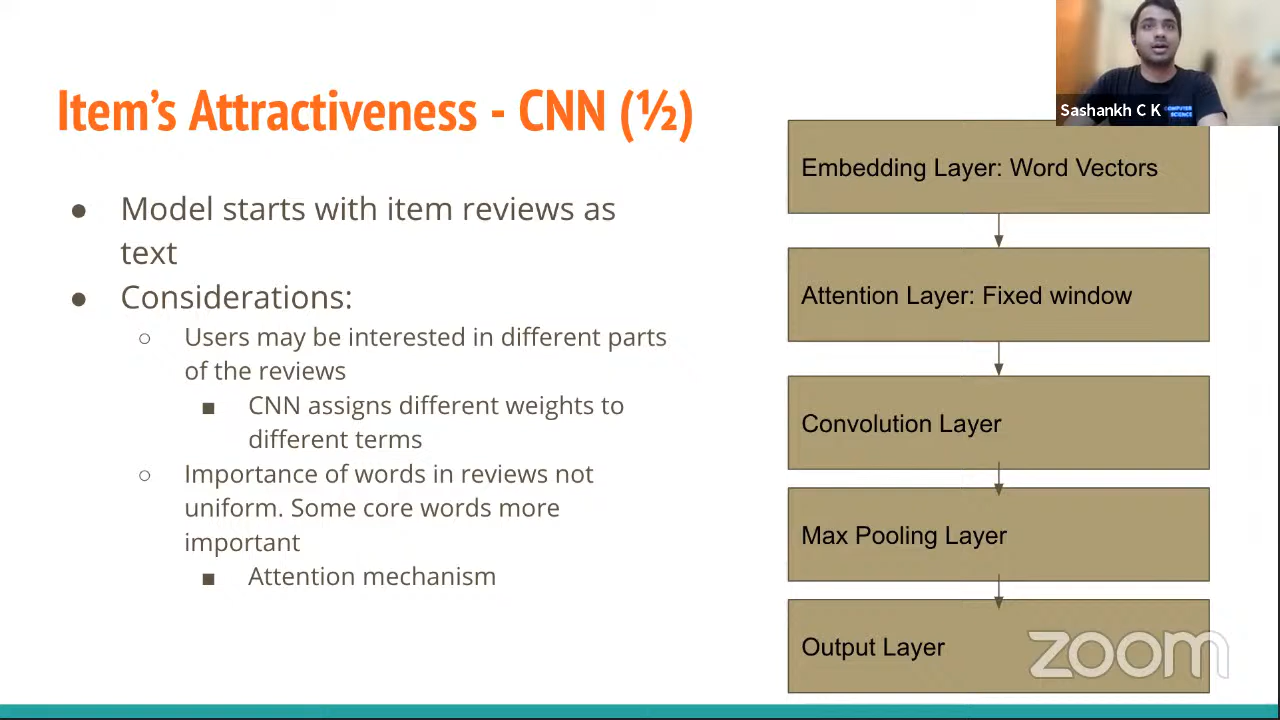 Item's Attractiveness - CNN (½)
Model starts with item reviews as
text
Considerations:
Users may be interested in different parts
of the reviews
CNN assigns different weights to
different terms
Importance of words in reviews not
uniform. Some core words more
important
Attention mechanism
Sashankh C K
COMPUTER
SCIENCE
Embedding Layer: Word Vectors
Attention Layer: Fixed window
Convolution Layer
Max Pooling Layer
Output Layer
zoom